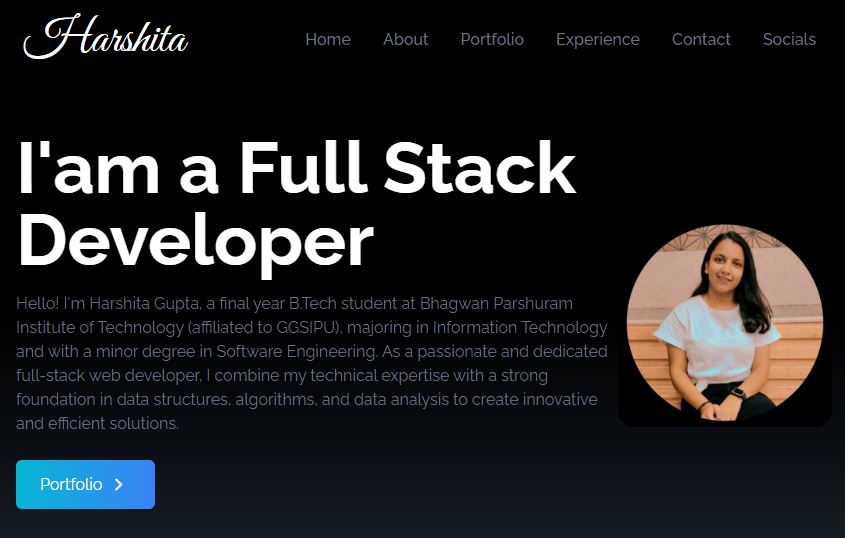 Harshita
Home About Portfolio Experience Contact Socials
I'am a Full Stack
Developer
Hello! I'm Harshita Gupta, a final year B.Tech student at Bhagwan Parshuram
Institute of Technology (affiliated to GGSIPU), majoring in Information Technology
and with a minor degree in Software Engineering. As a passionate and dedicated
full-stack web developer, I combine my technical expertise with a strong
foundation in data structures, algorithms, and data analysis to create innovative
and efficient solutions.
Portfolio